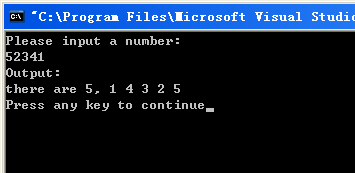 "C:\Program Files\Microsoft Visual Studio
Please input a number:
52341
Output:
there are 5, 1 4 3 2 5
Press any key to continue_